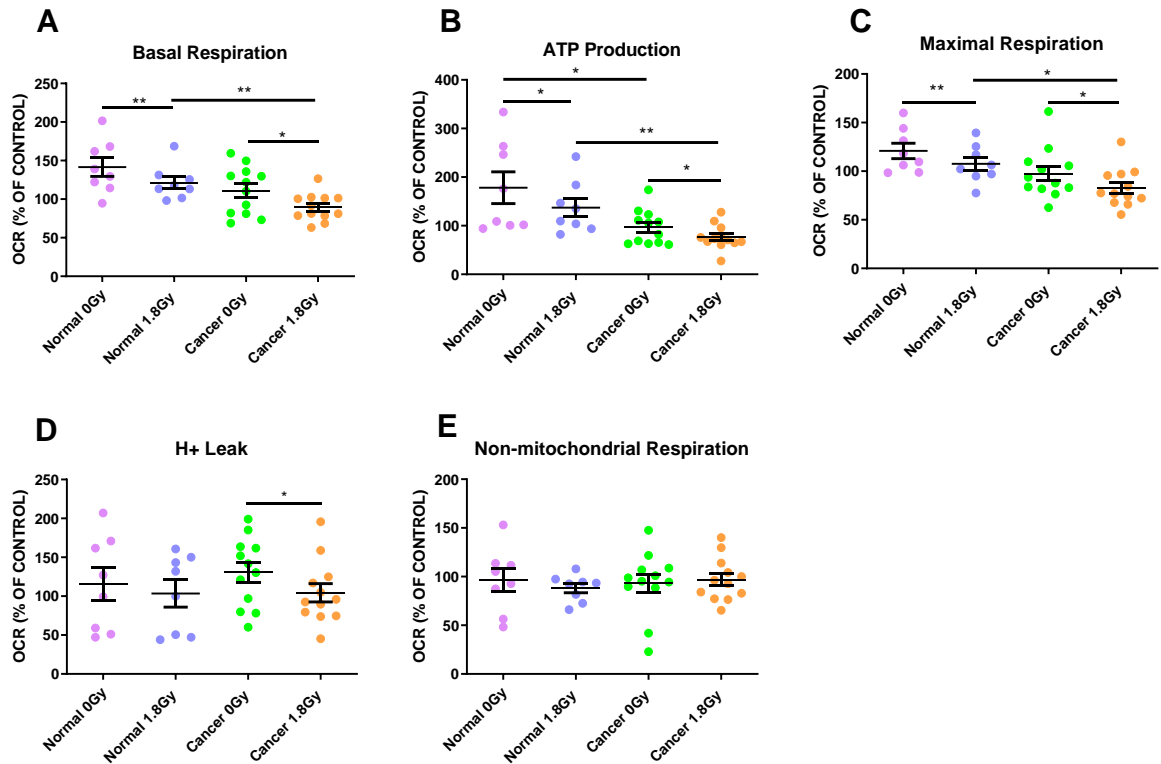 A
Basal Respiration
OCR (% OF CONTROL)
250
200
150
100
50
0
**
**
*
Normal 0Gy
Normal 1.8Gy
Cancer 0Gy
Cancer 1.8Gy
B
ATP Production
OCR (% OF CONTROL)
400
300
200
100
0
*
*
**
*
Normal 0Gy
Normal 1.8Gy
Cancer 0Gy
Cancer 1.8Gy
C
Maximal Respiration
OCR (% OF CONTROL)
200
150
100
50
0
**
*
*
Normal 0Gy
Normal 1.8Gy
Cancer 0Gy
Cancer 1.8Gy
D
H+ Leak
OCR (% OF CONTROL)
250
200
150
100
50
0
*
Normal 0Gy
Normal 1.8Gy
Cancer 0Gy
Cancer 1.8Gy
E
Non-mitochondrial Respiration
OCR (% OF CONTROL)
200
150
100
50
0
Normal 0Gy
Normal 1.8Gy
Cancer 0Gy
Cancer 1.8Gy